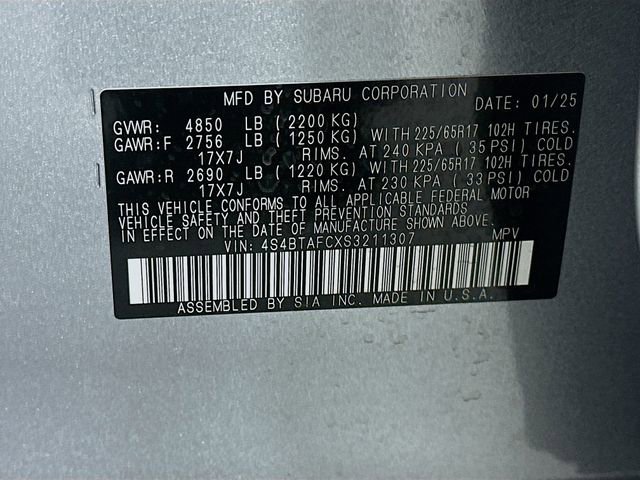 MFD BY SUBARU CORPORATION DATE: 01/25
GVWR: 4850 LB (2200 KG)
GAWR:F 2756 LB (1250 KG) WITH 225/65R17 102H TIRES.
17X7J RIMS. AT 240 KPA (35 PSI) COLD
GAWR:R 2690 LB (1220 KG) WITH 225/65R17 102H TIRES.
17X7J RIMS. AT 230 KPA (33 PSI) COLD
THIS VEHICLE CONFORMS TO ALL APPLICABLE FEDERAL MOTOR
VEHICLE SAFETY AND THEFT PREVENTION STANDARDS
IN EFFECT ON THE DATE OF MANUFACTURE SHOWN ABOVE.
VIN: 4S4BTAFCXS3211307 MPV
ASSEMBLED BY SIA INC. MADE IN U.S.A.